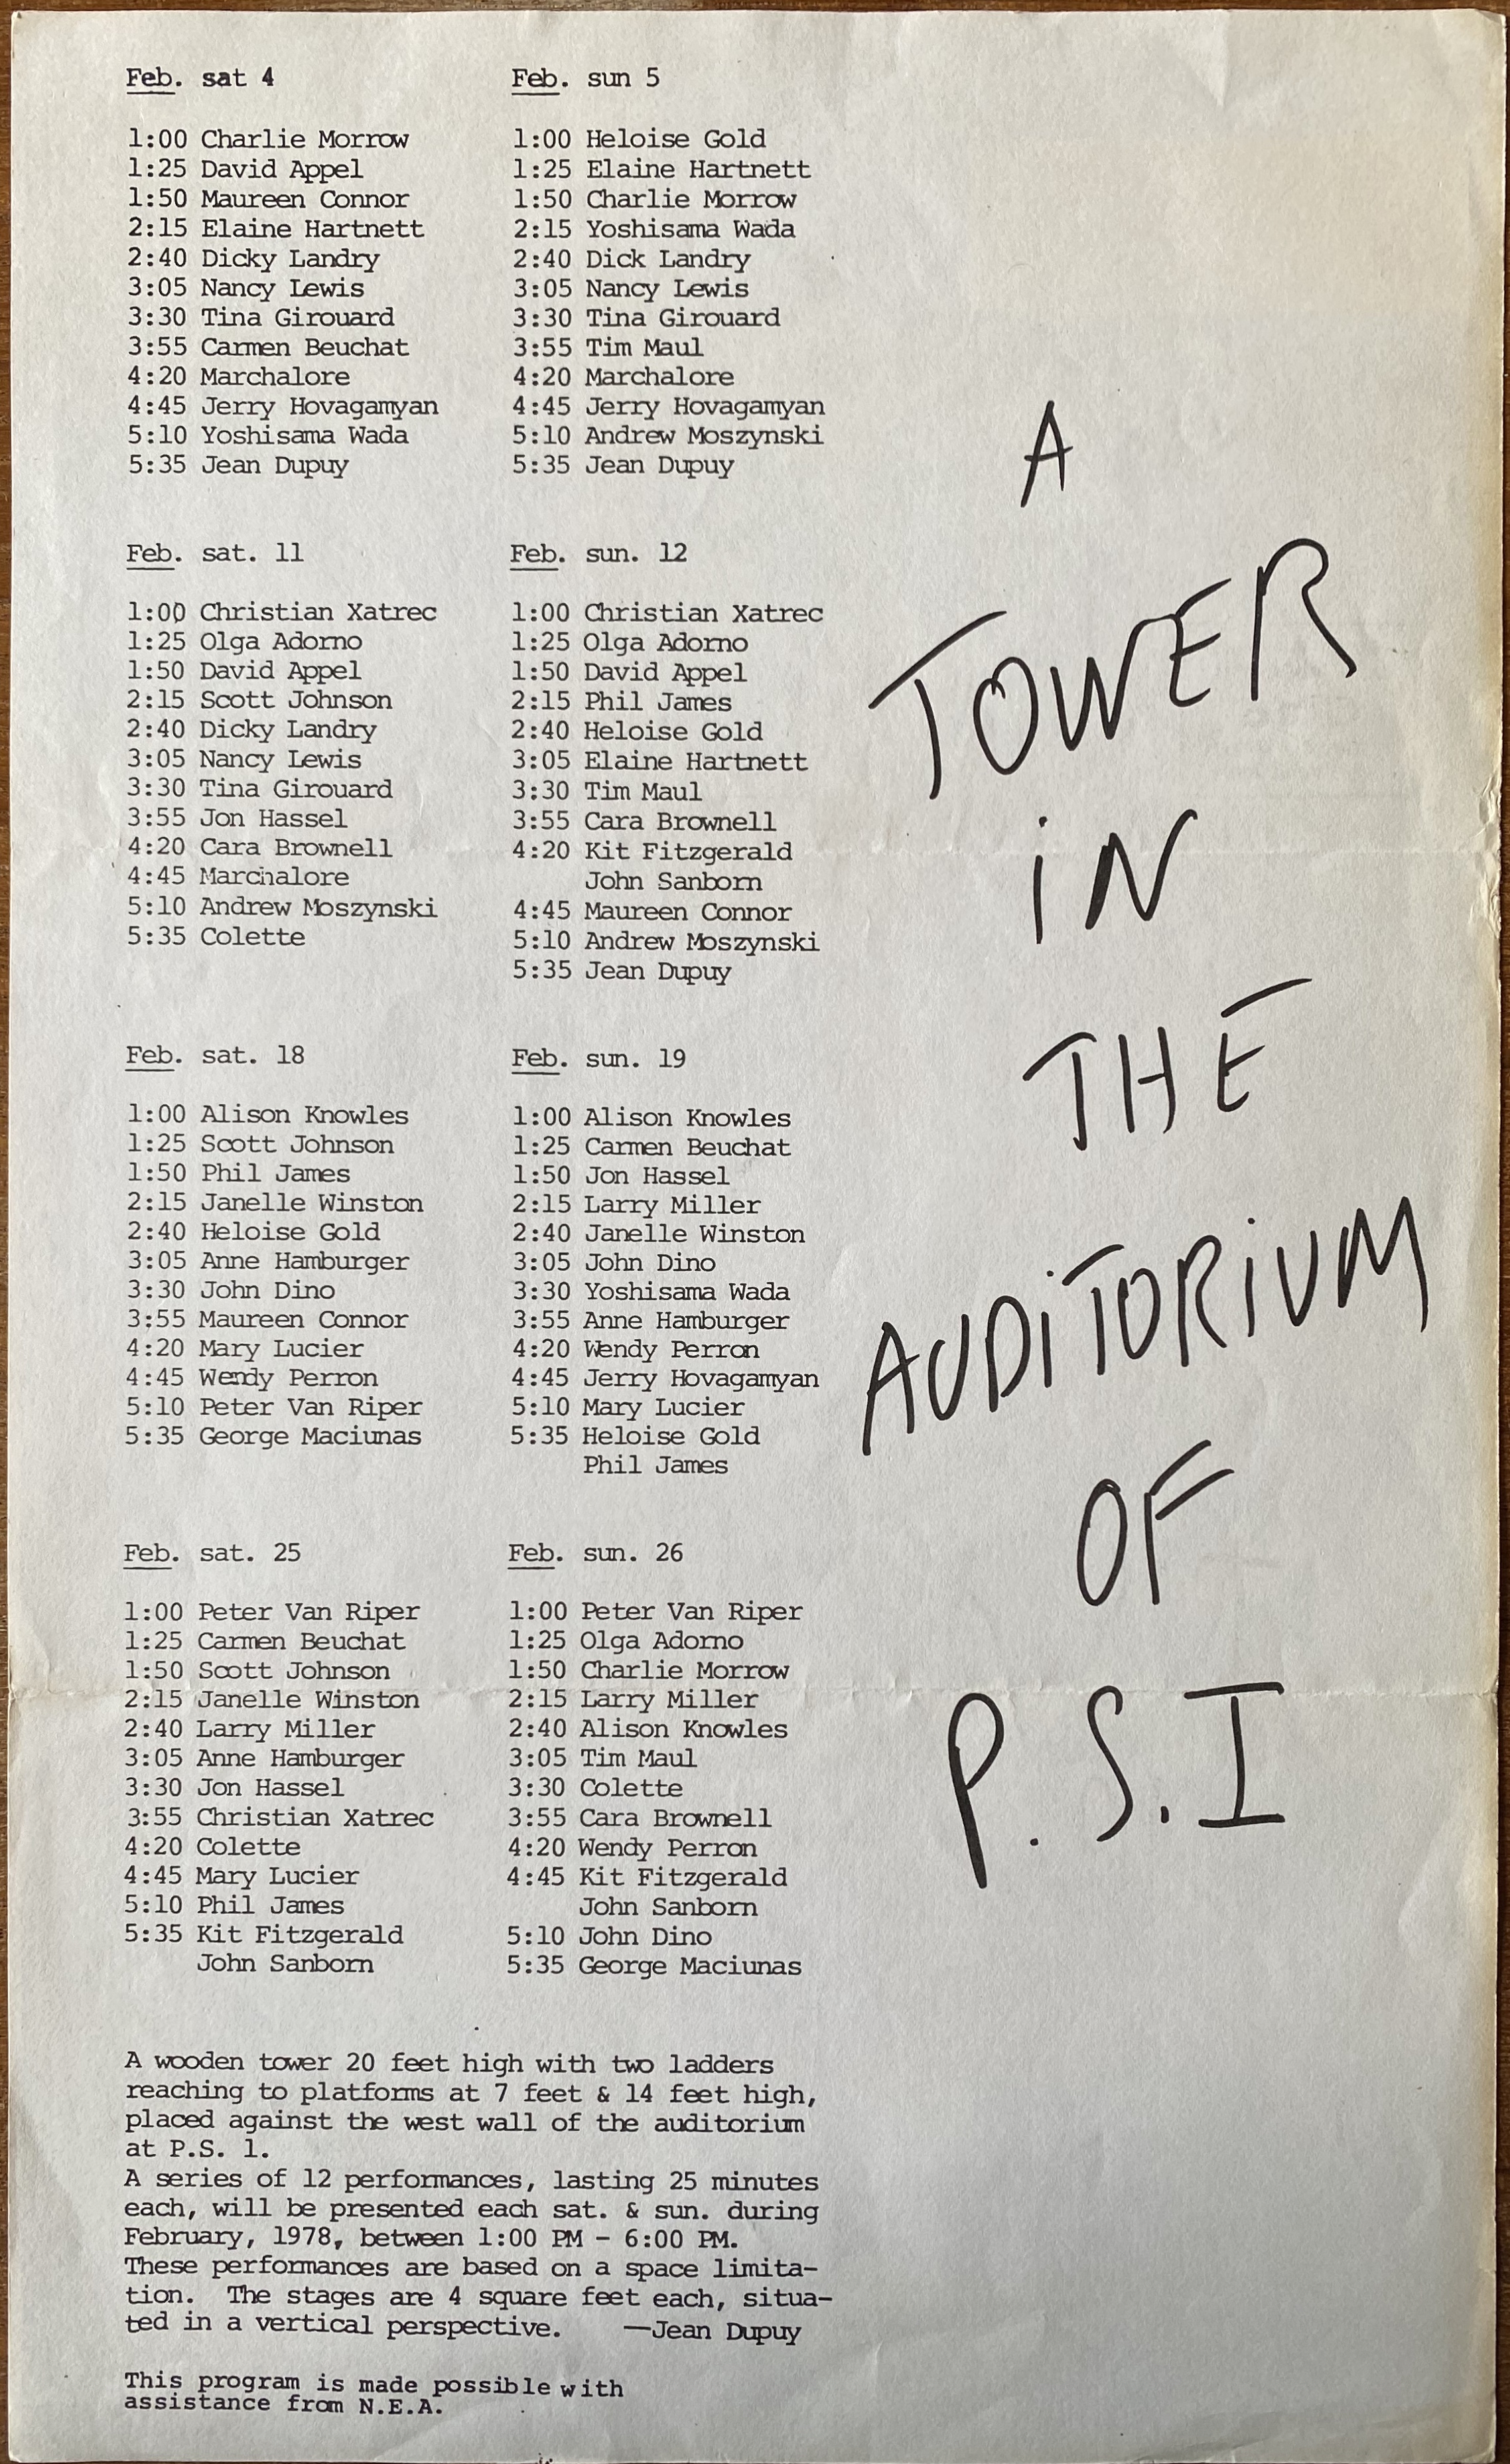 Feb. sat 4
1:00 Charlie Morrow
1:25 David Appel
1:50 Maureen Connor
2:15 Elaine Hartnett
2:40 Dicky Landry
3:05 Nancy Lewis
3:30 Tina Girouard
3:55 Carmen Beuchat
4:20 Marchalore
4:45 Jerry Hovagamyan
5:10 Yoshisama Wada
5:35 Jean Dupuy
Feb. sun 5
1:00 Heloise Gold
1:25 Elaine Hartnett
1:50 Charlie Morrow
2:15 Yoshisama Wada
2:40 Dick Landry
3:05 Nancy Lewis
3:30 Tina Girouard
3:55 Tim Maul
4:20 Marchalore
4:45 Jerry Hovagamyan
5:10 Andrew Moszynski
5:35 Jean Dupuy
Feb. sat. 11
1:00 Christian Xatrec
1:25 Olga Adorno
1:50 David Appel
2:15 Scott Johnson
2:40 Dicky Landry
3:05 Nancy Lewis
3:30 Tina Girouard
3:55 Jon Hassel
4:20 Cara Brownell
4:45 Marchalore
5:10 Andrew Moszynski
5:35 Colette
Feb. sun. 12
1:00 Christian Xatrec
1:25 Olga Adorno
1:50 David Appel
2:15 Phil James
2:40 Heloise Gold
3:05 Elaine Hartnett
3:30 Tim Maul
3:55 Cara Brownell
4:20 Kit Fitzgerald
John Sanborn
4:45 Maureen Connor
5:10 Andrew Moszynski
5:35 Jean Dupuy
Feb. sat. 18
1:00 Alison Knowles
1:25 Scott Johnson
1:50 Phil James
2:15 Janelle Winston
2:40 Heloise Gold
3:05 Anne Hamburger
3:30 John Dino
3:55 Maureen Connor
4:20 Mary Lucier
4:45 Wendy Perron
5:10 Peter Van Riper
5:35 George Maciunas
Feb. sun. 19
1:00 Alison Knowles
1:25 Carmen Beuchat
1:50 Jon Hassel
2:15 Larry Miller
2:40 Janelle Winston
3:05 John Dino
3:30 Yoshisama Wada
3:55 Anne Hamburger
4:20 Wendy Perron
4:45 Jerry Hovagamyan
5:10 Mary Lucier
5:35 Heloise Gold
Phil James
Feb. sat. 25
1:00 Peter Van Riper
1:25 Carmen Beuchat
1:50 Scott Johnson
2:15 Janelle Winston
2:40 Larry Miller
3:05 Anne Hamburger
3:30 Jon Hassel
3:55 Christian Xatrec
4:20 Colette
4:45 Mary Lucier
5:10 Phil James
5:35 Kit Fitzgerald
John Sanborn
Feb. sun. 26
1:00 Peter Van Riper
1:25 Olga Adorno
1:50 Charlie Morrow
2:15 Larry Miller
2:40 Alison Knowles
3:05 Tim Maul
3:30 Colette
3:55 Cara Brownell
4:20 Wendy Perron
4:45 Kit Fitzgerald
John Sanborn
5:10 John Dino
5:35 George Maciunas
A wooden tower 20 feet high with two ladders
reaching to platforms at 7 feet & 14 feet high,
placed against the west wall of the auditorium
at P.S. 1.
A series of 12 performances, lasting 25 minutes
each, will be presented each sat. & sun. during
February, 1978, between 1:00 PM - 6:00 PM.
These performances are based on a space limita-
tion. The stages are 4 square feet each, situa-
ted in a vertical perspective. —Jean Dupuy
This program is made possible with
assistance from N.E.A.
A
TOWER
iN
THE
AUDiTORiUM
OF
P.S.I